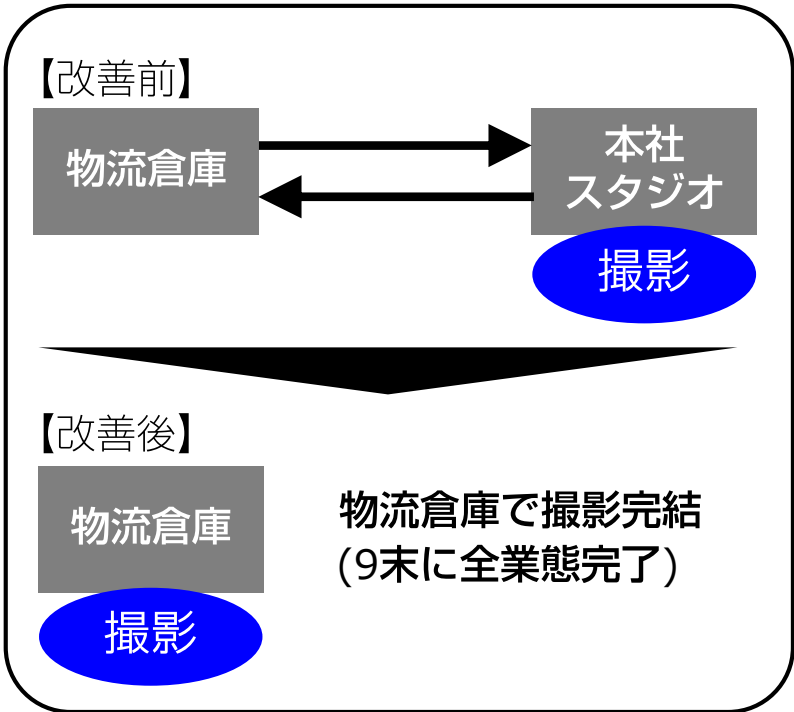 【改善前】
物流倉庫
本社
スタジオ
撮影
【改善後】
物流倉庫
撮影
物流倉庫で撮影完結
(9末に全業態完了)